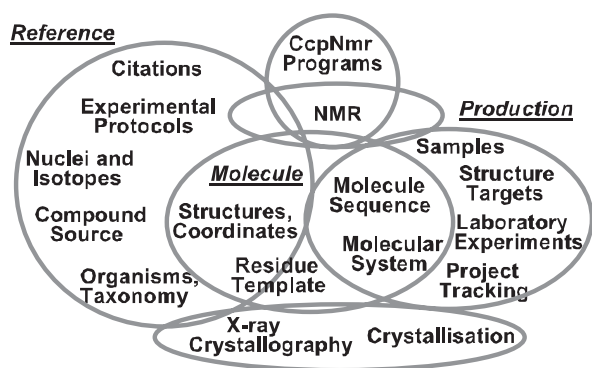 Reference
Citations
Experimental
Protocols
Nuclei and
Isotopes
Compound
Source
Organisms,
Taxonomy
CcpNmr
Programs
NMR
Molecule
Structures,
Coordinates
Residue
Template
Molecule
Sequence
Molecular
System
Production
Samples
Structure
Targets
Laboratory
Experiments
Project
Tracking
X-ray
Crystallography
Crystallisation